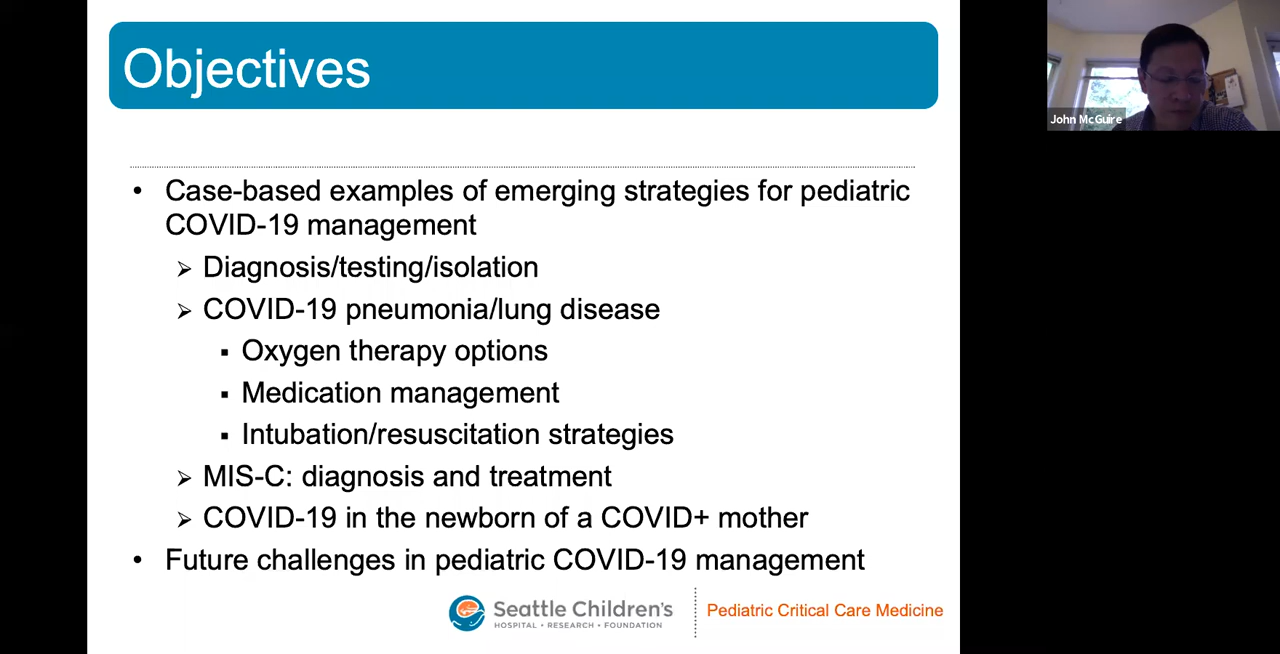 Objectives
John McGuire
• Case-based examples of emerging strategies for pediatric
COVID-19 management
➢ Diagnosis/testing/isolation
➢ COVID-19 pneumonia/lung disease
▪ Oxygen therapy options
▪ Medication management
▪ Intubation/resuscitation strategies
➢ MIS-C: diagnosis and treatment
➢ COVID-19 in the newborn of a COVID+ mother
• Future challenges in pediatric COVID-19 management
Seattle Children's
HOSPITAL • RESEARCH • FOUNDATION
Pediatric Critical Care Medicine